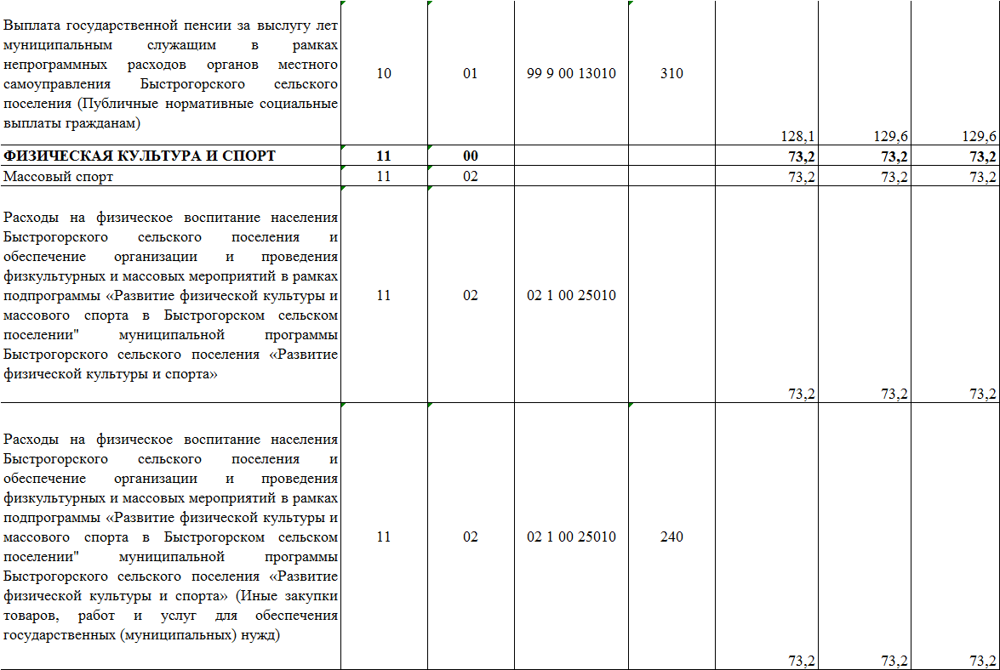 Выплата государственной пенсии за выслугу лет
муниципальным служащим в рамках
непрограммных расходов органов местного
самоуправления Быстрогорского сельского
поселения (Публичные нормативные социальные
выплаты гражданам)
10 01 99 9 00 13010 310 128,1 129,6 129,6
ФИЗИЧЕСКАЯ КУЛЬТУРА И СПОРТ 11 00 73,2 73,2 73,2
Массовый спорт 11 02 73,2 73,2 73,2
Расходы на физическое воспитание населения
Быстрогорского сельского поселения и
обеспечение организации и проведения
физкультурных и массовых мероприятий в рамках
подпрограммы «Развитие физической культуры и
массового спорта в Быстрогорском сельском
поселении" муниципальной программы
Быстрогорского сельского поселения «Развитие
физической культуры и спорта»
11 02 02 1 00 25010 73,2 73,2 73,2
Расходы на физическое воспитание населения
Быстрогорского сельского поселения и
обеспечение организации и проведения
физкультурных и массовых мероприятий в рамках
подпрограммы «Развитие физической культуры и
массового спорта в Быстрогорском сельском
поселении" муниципальной программы
Быстрогорского сельского поселения «Развитие
физической культуры и спорта» (Иные закупки
товаров, работ и услуг для обеспечения
государственных (муниципальных) нужд)
11 02 02 1 00 25010 240 73,2 73,2 73,2